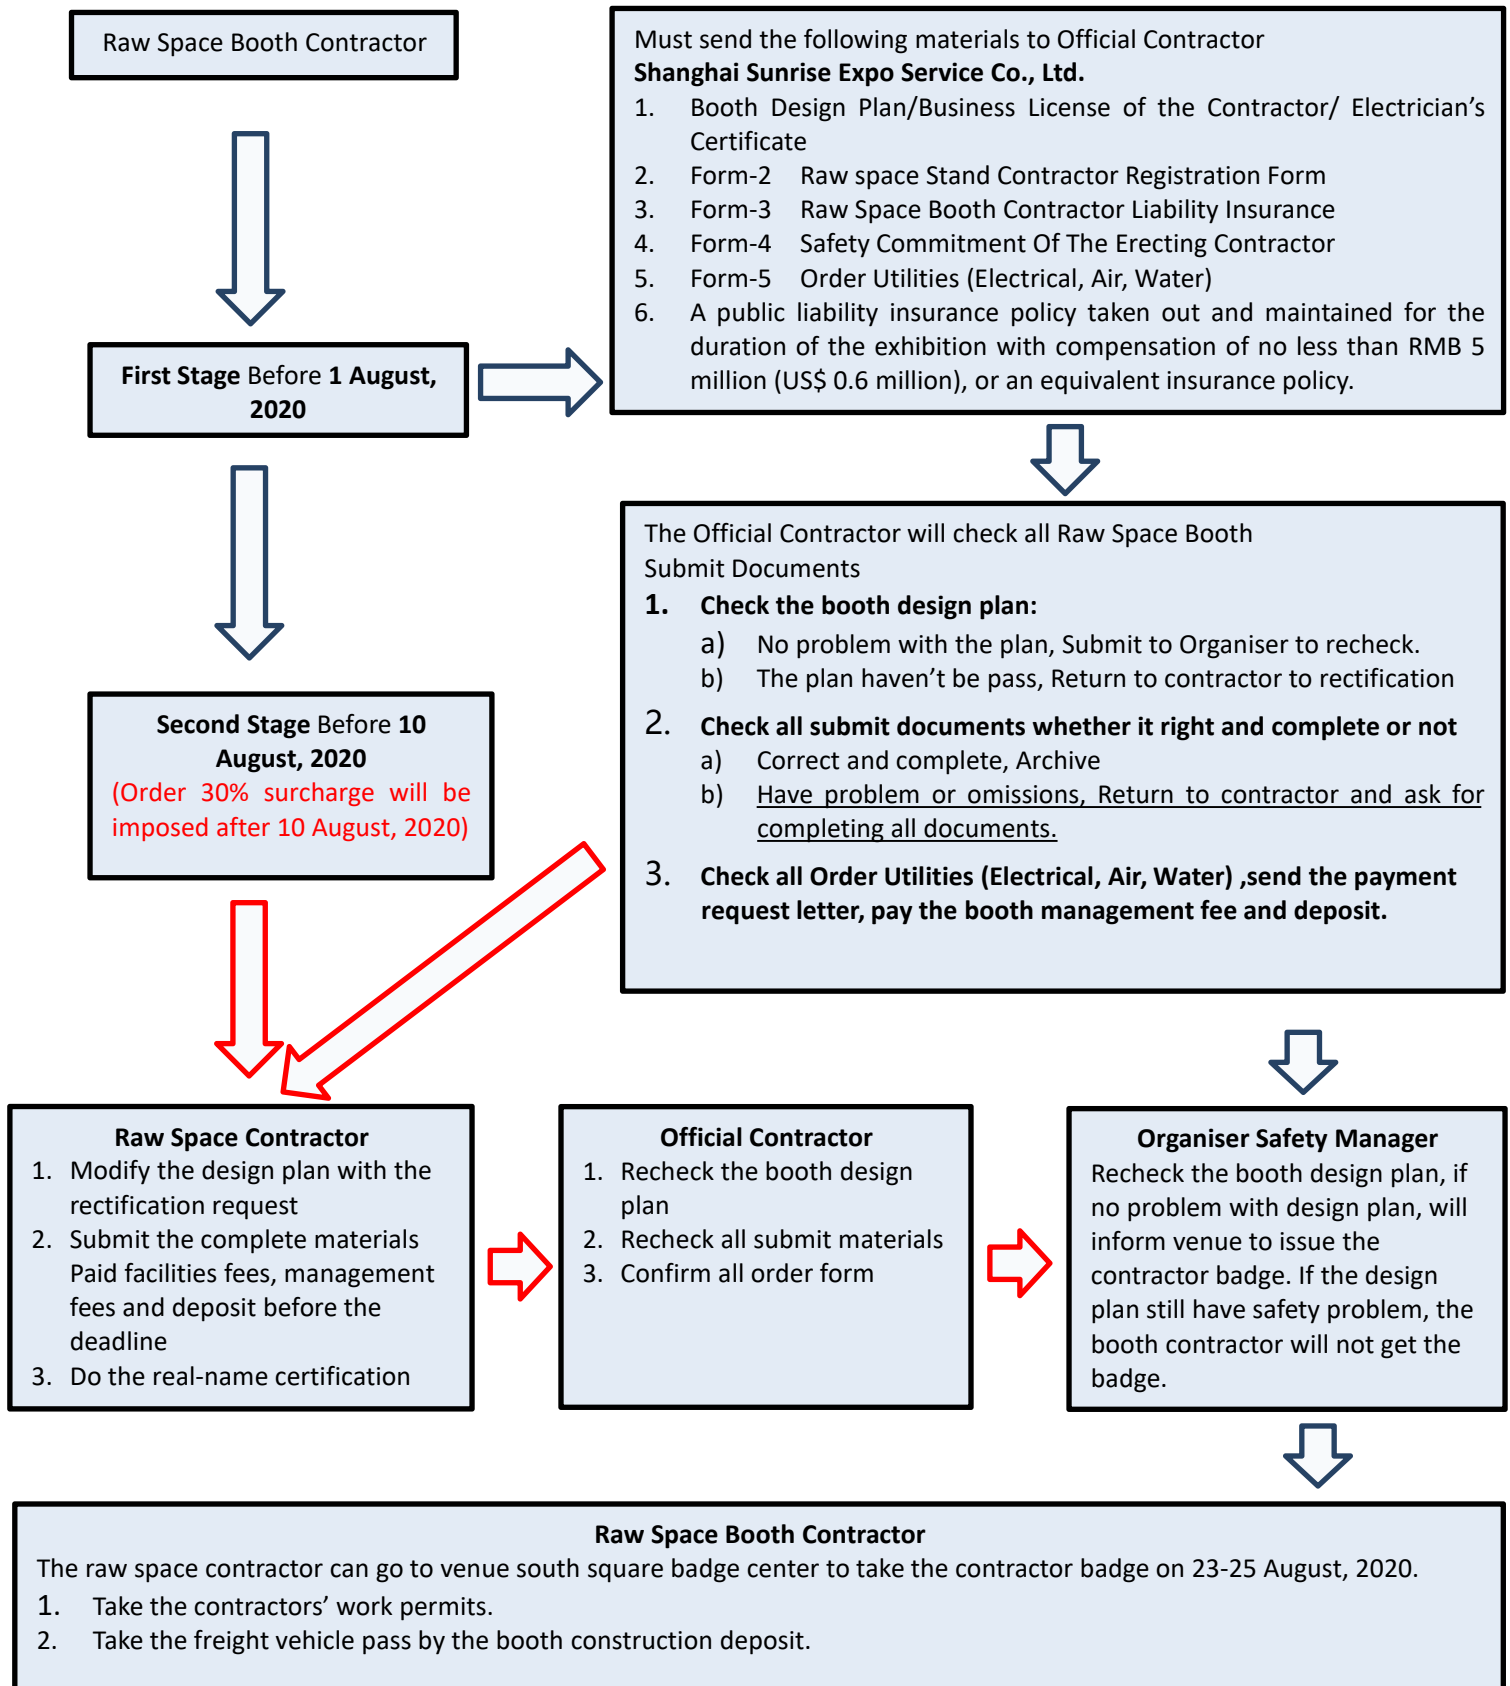 Raw Space Booth Contractor
Must send the following materials to Official Contractor
Shanghai Sunrise Expo Service Co., Ltd.
1. Booth Design Plan/Business License of the Contractor/ Electrician’s
Certificate
2. Form-2 Raw space Stand Contractor Registration Form
3. Form-3 Raw Space Booth Contractor Liability Insurance
4. Form-4 Safety Commitment Of The Erecting Contractor
5. Form-5 Order Utilities (Electrical, Air, Water)
6. A public liability insurance policy taken out and maintained for the
duration of the exhibition with compensation of no less than RMB 5
million (US$ 0.6 million), or an equivalent insurance policy.
First Stage Before 1 August,
2020
The Official Contractor will check all Raw Space Booth
Submit Documents
1. Check the booth design plan:
a) No problem with the plan, Submit to Organiser to recheck.
b) The plan haven’t be pass, Return to contractor to rectification
2. Check all submit documents whether it right and complete or not
a) Correct and complete, Archive
b) Have problem or omissions, Return to contractor and ask for
completing all documents.
3. Check all Order Utilities (Electrical, Air, Water) ,send the payment
request letter, pay the booth management fee and deposit.
Second Stage Before 10
August, 2020
(Order 30% surcharge will be
imposed after 10 August, 2020)
Raw Space Contractor
1. Modify the design plan with the
rectification request
2. Submit the complete materials
Paid facilities fees, management
fees and deposit before the
deadline
3. Do the real-name certification
Official Contractor
1. Recheck the booth design
plan
2. Recheck all submit materials
3. Confirm all order form
Organiser Safety Manager
Recheck the booth design plan, if
no problem with design plan, will
inform venue to issue the
contractor badge. If the design
plan still have safety problem, the
booth contractor will not get the
badge.
Raw Space Booth Contractor
The raw space contractor can go to venue south square badge center to take the contractor badge on 23-25 August, 2020.
1. Take the contractors’ work permits.
2. Take the freight vehicle pass by the booth construction deposit.